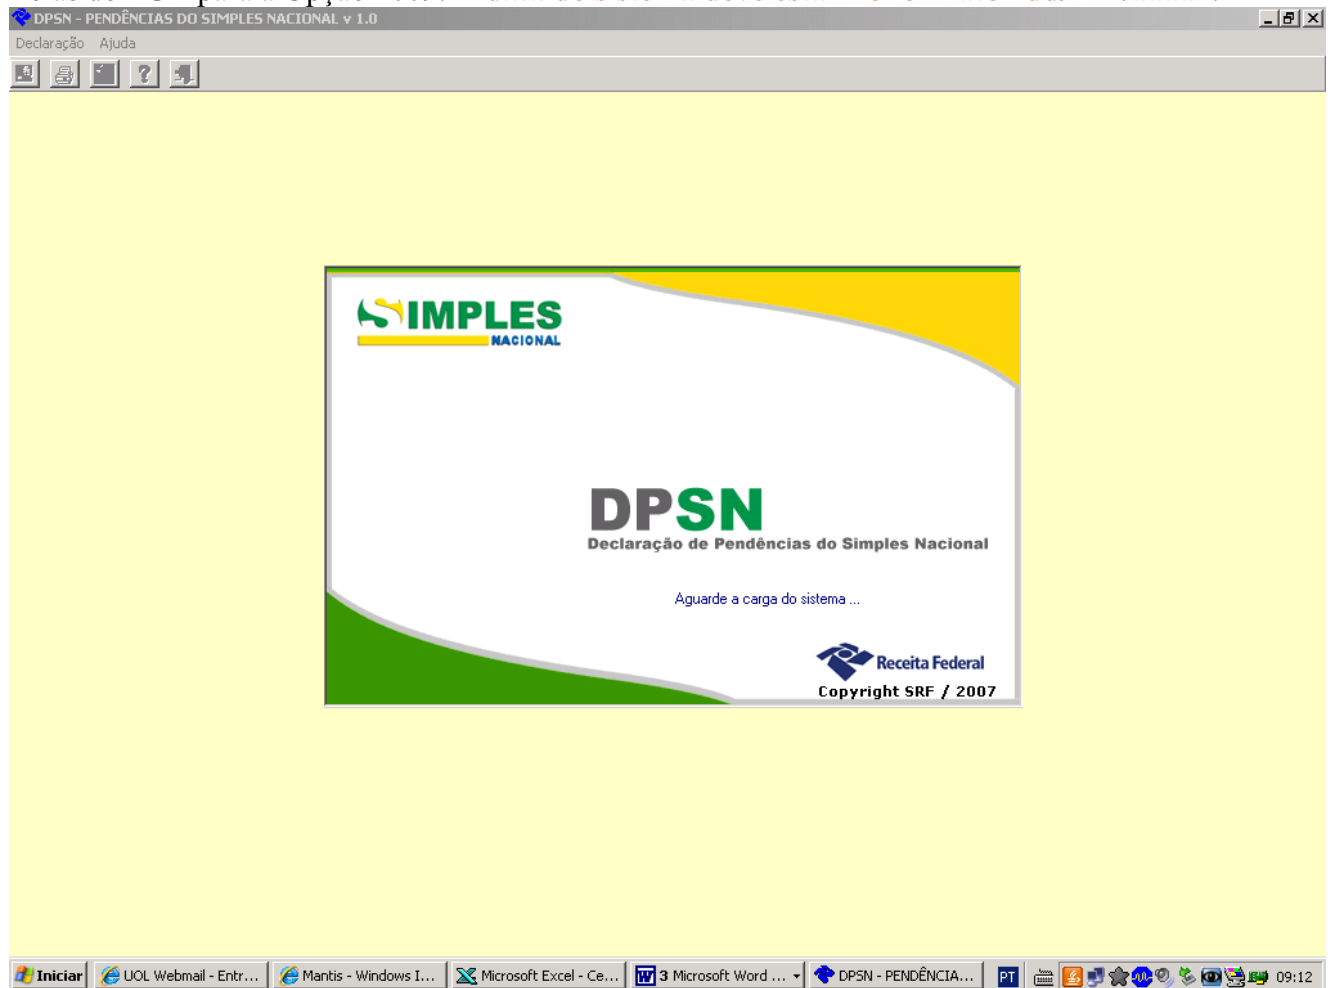 DPSN - PENDÊNCIAS DO SIMPLES NACIONAL v 1.0
Declaração Ajuda
SIMPLES
NACIONAL
DPSN
Declaração de Pendências do Simples Nacional
Aguarde a carga do sistema ...
Receita Federal
Copyright SRF / 2007
Iniciar UOL Webmail - Entr... Mantis - Windows I... Microsoft Excel - Ce... 3 Microsoft Word ... DPSN - PENDÊNCIA... PT 09:12